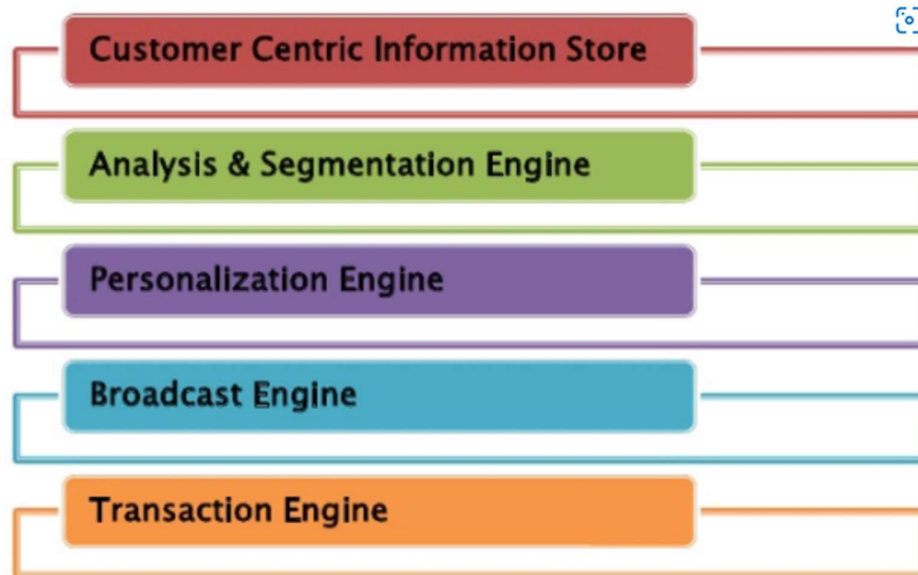 Customer Centric Information Store
Analysis & Segmentation Engine
Personalization Engine
Broadcast Engine
Transaction Engine